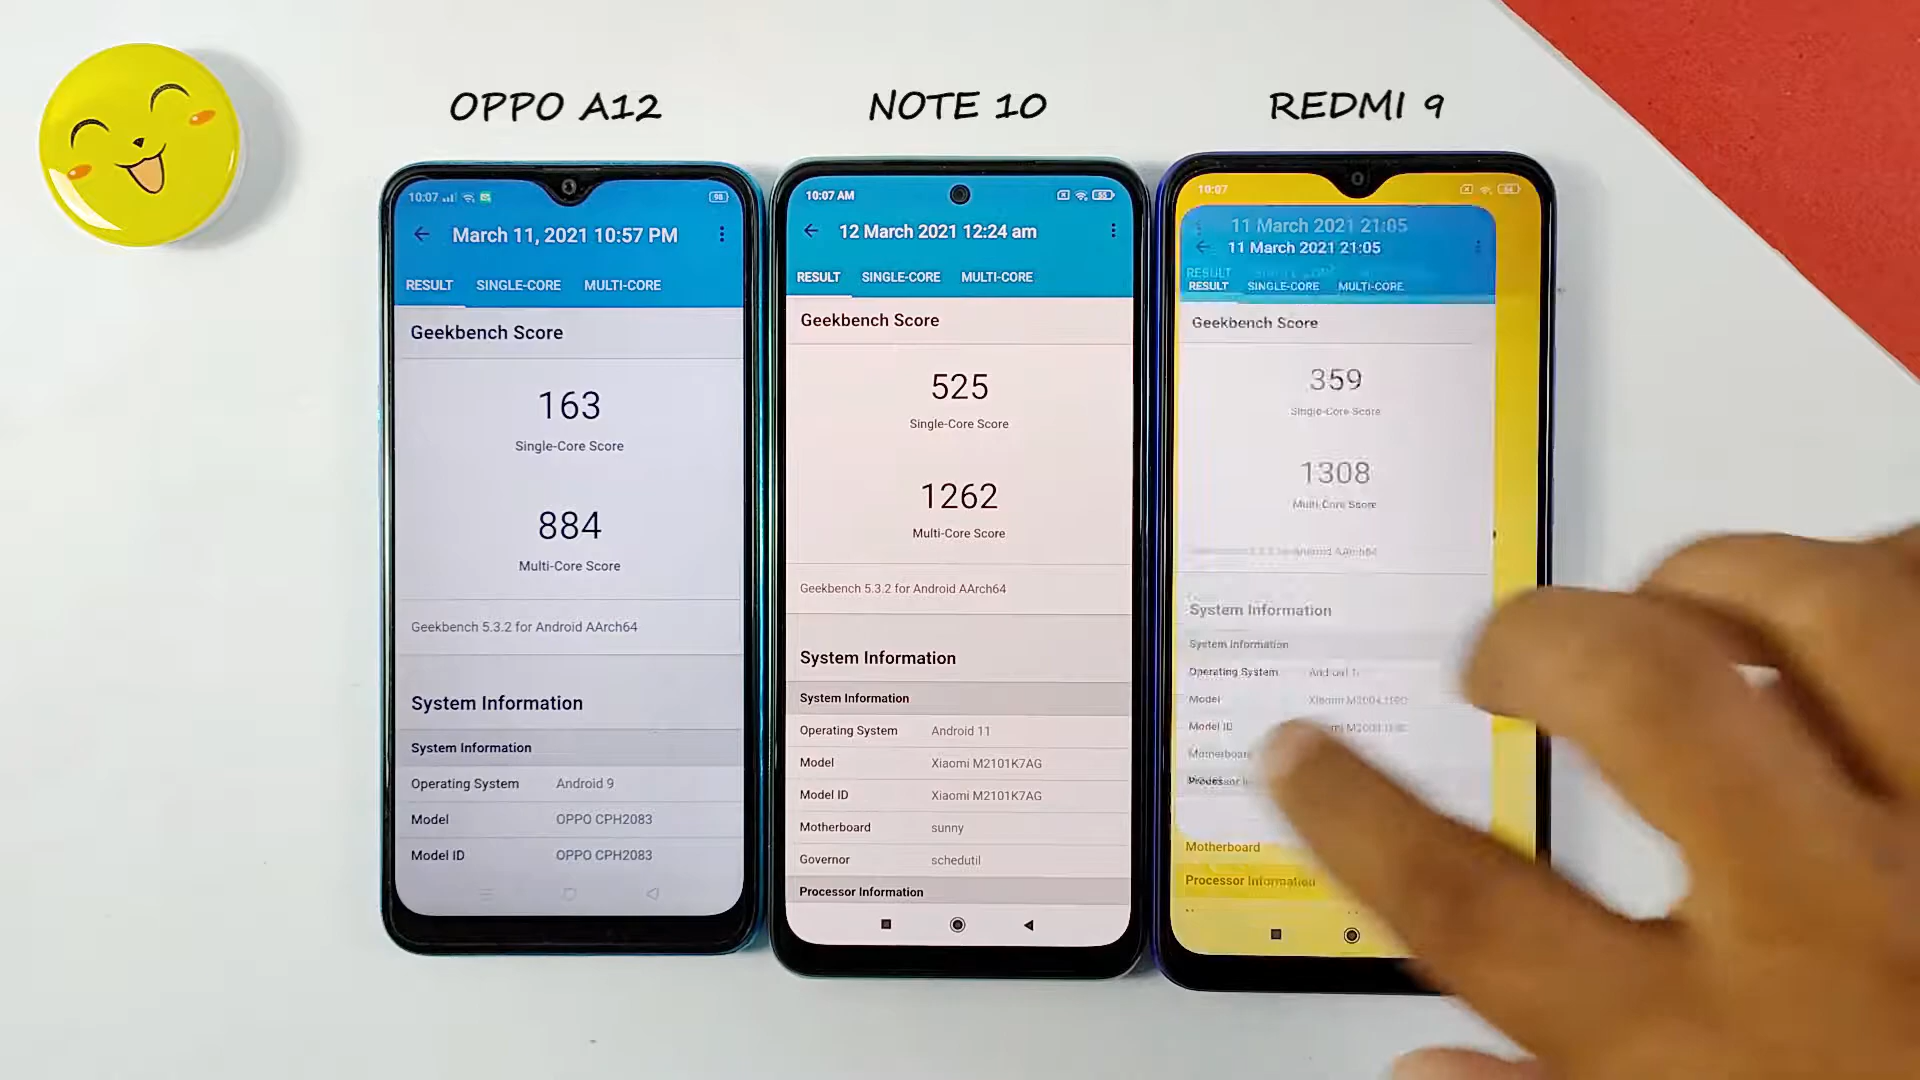 OPPO A12
NOTE 10
REDMI 9
10:07
98
March 11, 2021 10:57 PM
RESULT SINGLE-CORE MULTI-CORE
Geekbench Score
163
Single-Core Score
884
Multi-Core Score
Geekbench 5.3.2 for Android AArch64
System Information
System Information
Operating System Android 9
Model OPPO CPH2083
Model ID OPPO CPH2083
10:07 AM
55
12 March 2021 12:24 am
RESULT SINGLE-CORE MULTI-CORE
Geekbench Score
525
Single-Core Score
1262
Multi-Core Score
Geekbench 5.3.2 for Android AArch64
System Information
System Information
Operating System Android 11
Model Xiaomi M2101K7AG
Model ID Xiaomi M2101K7AG
Motherboard sunny
Governor schedutil
Processor Information
10:07
11 March 2021 21:05
11 March 2021 21:05
RESULT
RESULT SINGLE-CORE MULTI-CORE
Geekbench Score
359
Single-Core Score
1308
Multi-Core Score
System Information
System Information
Operating System
Model
Model ID
Motherboard
Motherboard
Processor Information